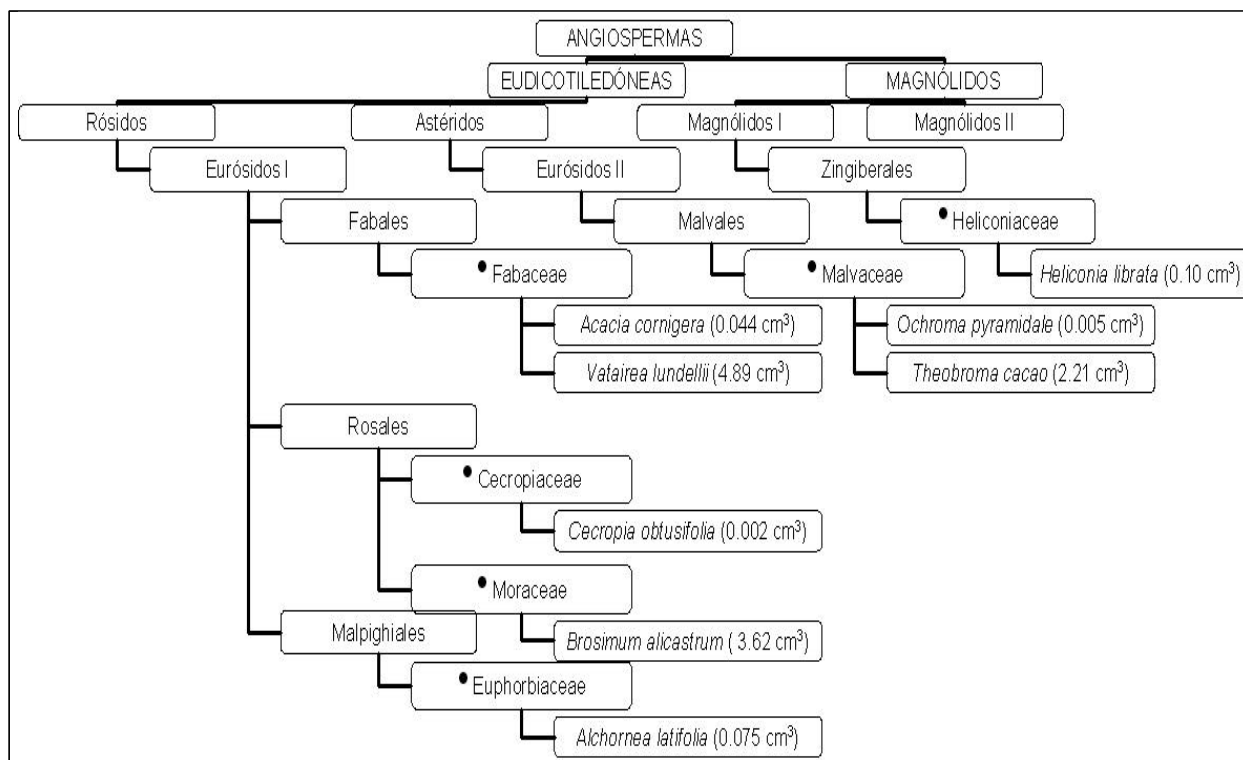 ANGIOSPERMAS
EUDICOTILEDÓNEAS MAGNÓLIDOS
Rósidos Astéridos Magnólidos I Magnólidos II
Eurósidos I Eurósidos II Zingiberales
Fabales Malvales • Heliconiaceae
• Fabaceae • Malvaceae Heliconia librata (0.10 cm³)
Acacia cornigera (0.044 cm³) Ochroma pyramidale (0.005 cm³)
Vatairea lundellii (4.89 cm³) Theobroma cacao (2.21 cm³)
Rosales
• Cecropiaceae
Cecropia obtusifolia (0.002 cm³)
• Moraceae
Malpighiales
Brosimum alicastrum ( 3.62 cm³)
• Euphorbiaceae
Alchornea latifolia (0.075 cm³)